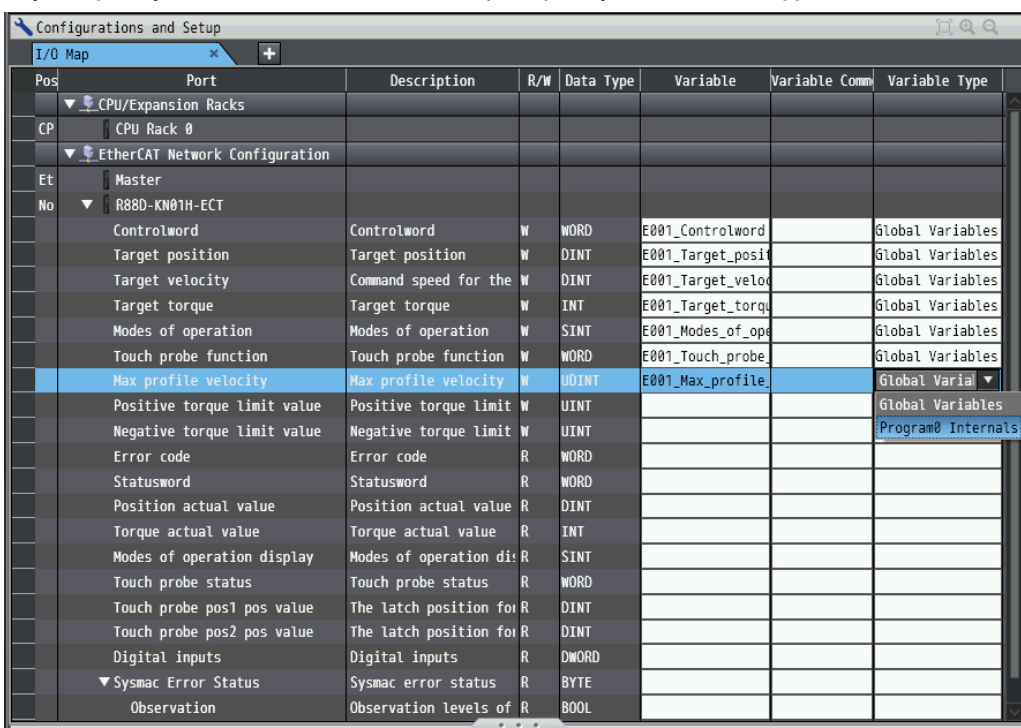 Configurations and Setup
I/O Map × +
Pos Port Description R/W Data Type Variable Variable Comm Variable Type
▼ CPU/Expansion Racks
CP CPU Rack 0
▼ EtherCAT Network Configuration
Et Master
No ▼ R88D-KN01H-ECT
Controlword Controlword W WORD E001_Controlword Global Variables
Target position Target position W DINT E001_Target_posit Global Variables
Target velocity Command speed for the W DINT E001_Target_veloc Global Variables
Target torque Target torque W INT E001_Target_torqu Global Variables
Modes of operation Modes of operation W SINT E001_Modes_of_ope Global Variables
Touch probe function Touch probe function W WORD E001_Touch_probe_ Global Variables
Max profile velocity Max profile velocity W UDINT E001_Max_profile_ Global Varial ▼
Positive torque limit value Positive torque limit W UINT Global Variables
Negative torque limit value Negative torque limit W UINT Program0 Internals
Error code Error code R WORD
Statusword Statusword R WORD
Position actual value Position actual value R DINT
Torque actual value Torque actual value R INT
Modes of operation display Modes of operation dis R SINT
Touch probe status Touch probe status R WORD
Touch probe pos1 pos value The latch position for R DINT
Touch probe pos2 pos value The latch position for R DINT
Digital inputs Digital inputs R DWORD
▼ Sysmac Error Status Sysmac error status R BYTE
Observation Observation levels of R BOOL